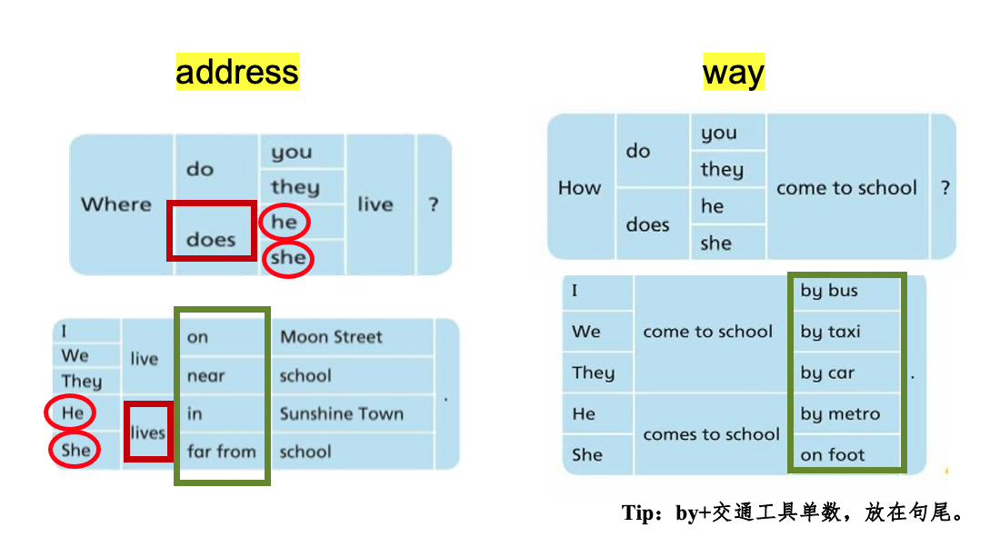 address
way
Where do you live ?
they
does he
she
How do you come to school ?
they
does he
she
I live on Moon Street .
We
They near school
He lives in Sunshine Town
She far from school
I come to school by bus .
We by taxi
They by car
He comes to school by metro
She on foot
Tip：by+交通工具单数，放在句尾。